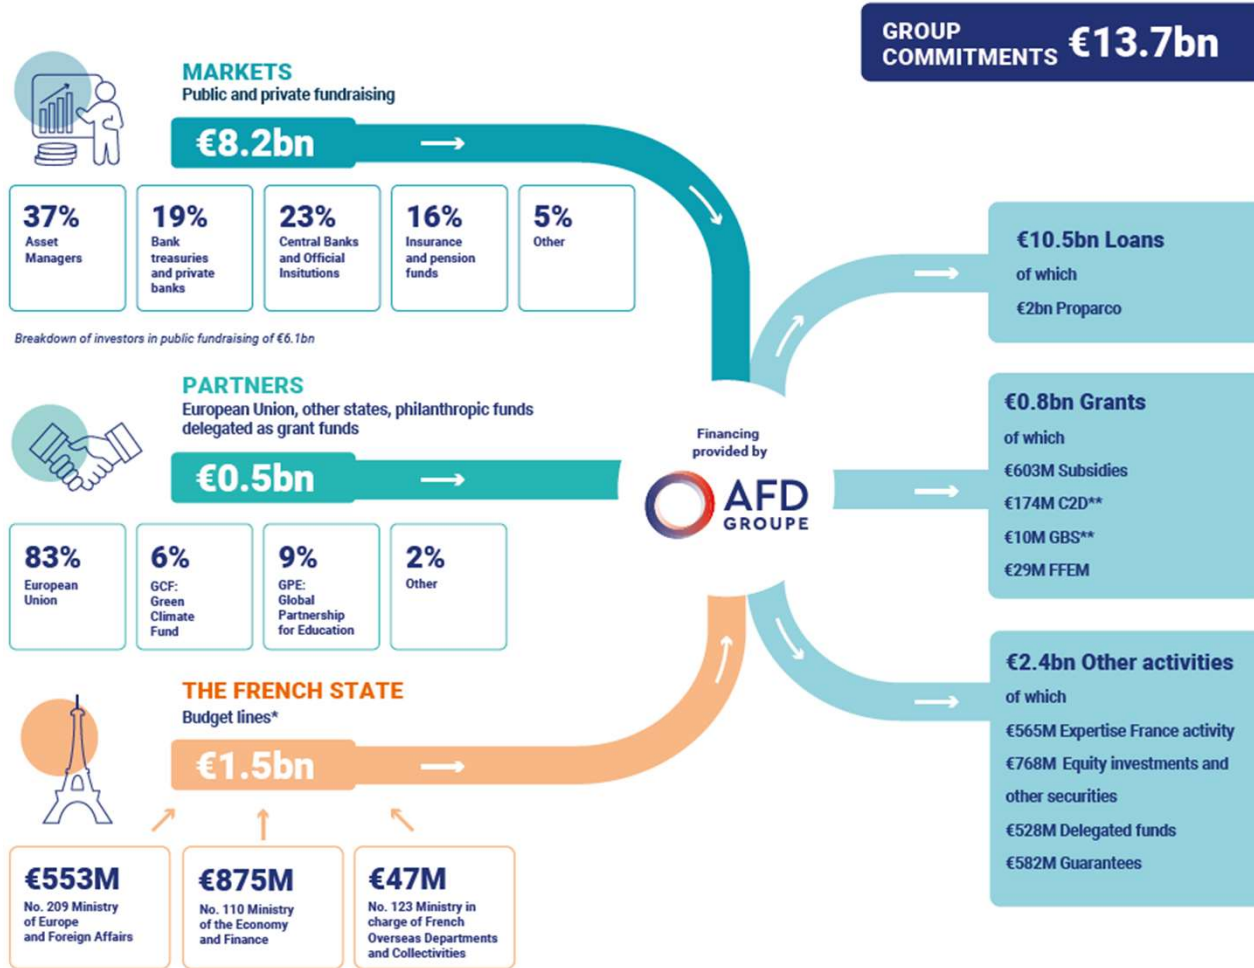 GROUP
COMMITMENTS €13.7bn
MARKETS
Public and private fundraising
€8.2bn
37%
Asset
Managers
19%
Bank
treasuries
and private
banks
23%
Central Banks
and Official
Insitutions
16%
Insurance
and pension
funds
5%
Other
Breakdown of investors in public fundraising of €6.1bn
PARTNERS
European Union, other states, philanthropic funds
delegated as grant funds
€0.5bn
83%
European
Union
6%
GCF:
Green
Climate
Fund
9%
GPE:
Global
Partnership
for Education
2%
Other
THE FRENCH STATE
Budget lines*
€1.5bn
€553M
No. 209 Ministry
of Europe
and Foreign Affairs
€875M
No. 110 Ministry
of the Economy
and Finance
€47M
No. 123 Ministry in
charge of French
Overseas Departments
and Collectivities
Financing
provided by
AFD
GROUPE
€10.5bn Loans
of which
€2bn Proparco
€0.8bn Grants
of which
€603M Subsidies
€174M C2D**
€10M GBS**
€29M FFEM
€2.4bn Other activities
of which
€565M Expertise France activity
€768M Equity investments and
other securities
€528M Delegated funds
€582M Guarantees